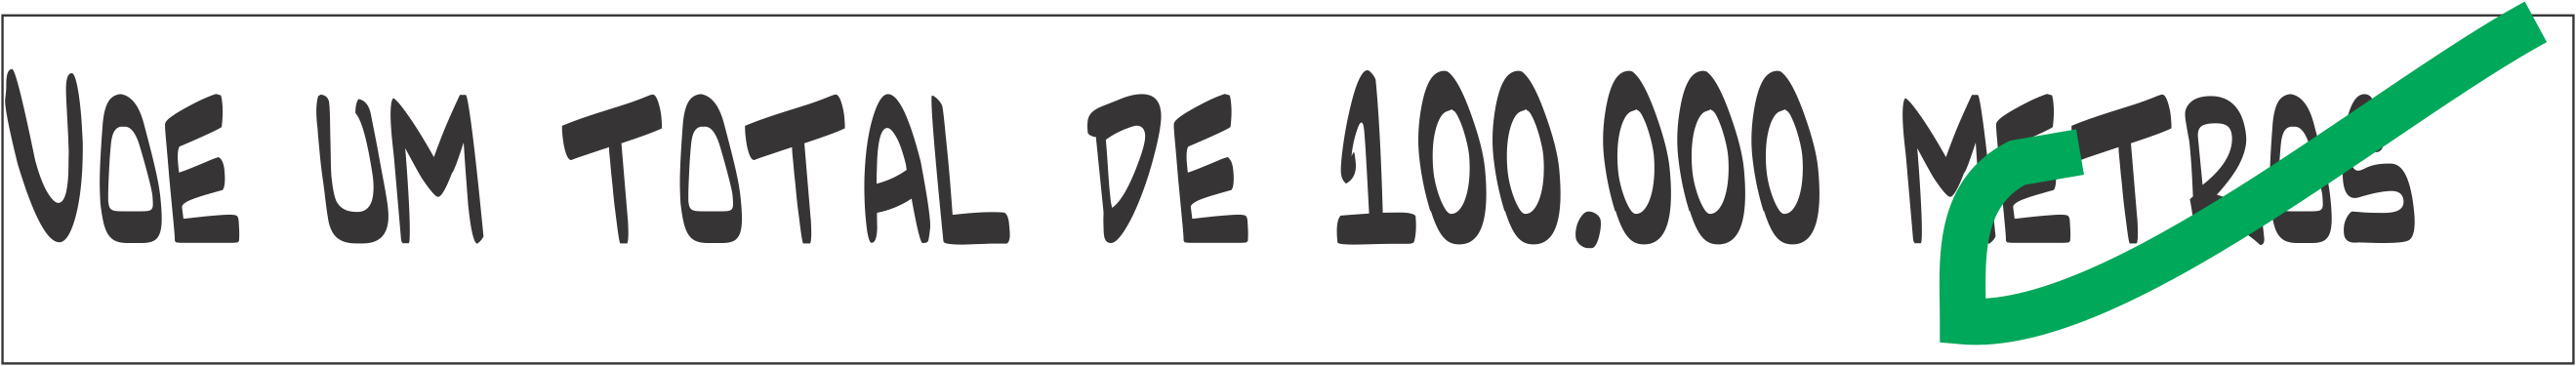 VOE UM TOTAL DE 100.000 METROS